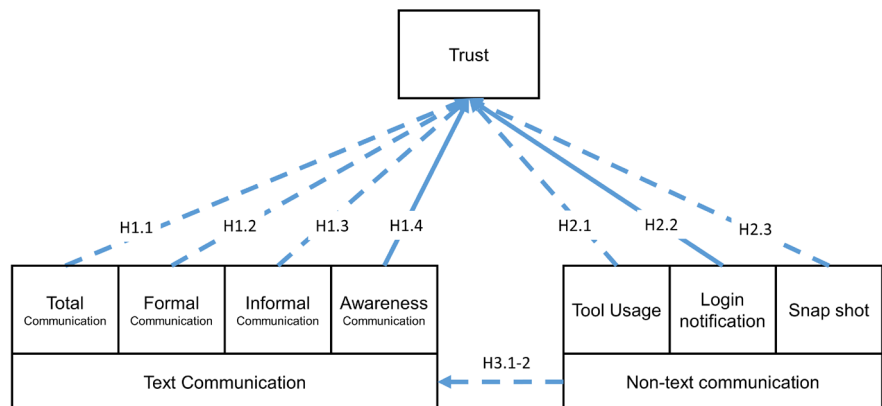 Trust
H1.1
H1.2
H1.3
H1.4
H2.1
H2.2
H2.3
Total
Communication
Formal
Communication
Informal
Communication
Awareness
Communication
Tool Usage
Login
notification
Snap shot
H3.1-2
Text Communication
Non-text communication